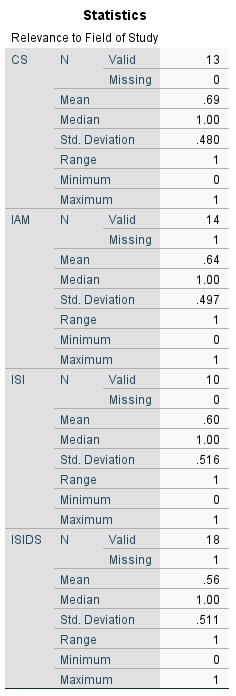 Statistics
Relevance to Field of Study
CS N Valid 13
Missing 0
Mean .69
Median 1.00
Std. Deviation .480
Range 1
Minimum 0
Maximum 1
IAM N Valid 14
Missing 1
Mean .64
Median 1.00
Std. Deviation .497
Range 1
Minimum 0
Maximum 1
ISI N Valid 10
Missing 0
Mean .60
Median 1.00
Std. Deviation .516
Range 1
Minimum 0
Maximum 1
ISIDS N Valid 18
Missing 1
Mean .56
Median 1.00
Std. Deviation .511
Range 1
Minimum 0
Maximum 1